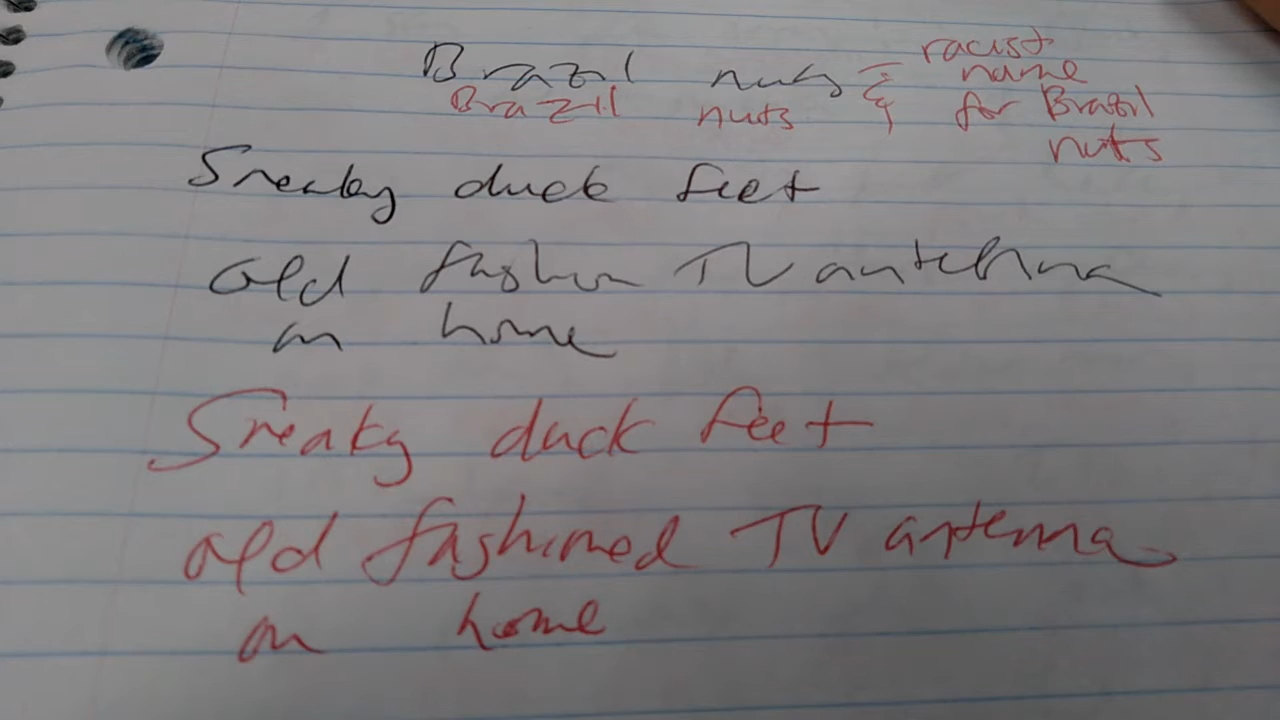 Brazil nuts
Brazil nuts & racist name for Brazil nuts
Sneaky duck feet
old fashion TV antenna
on home
Sneaky duck feet
old fashioned TV antenna
on home